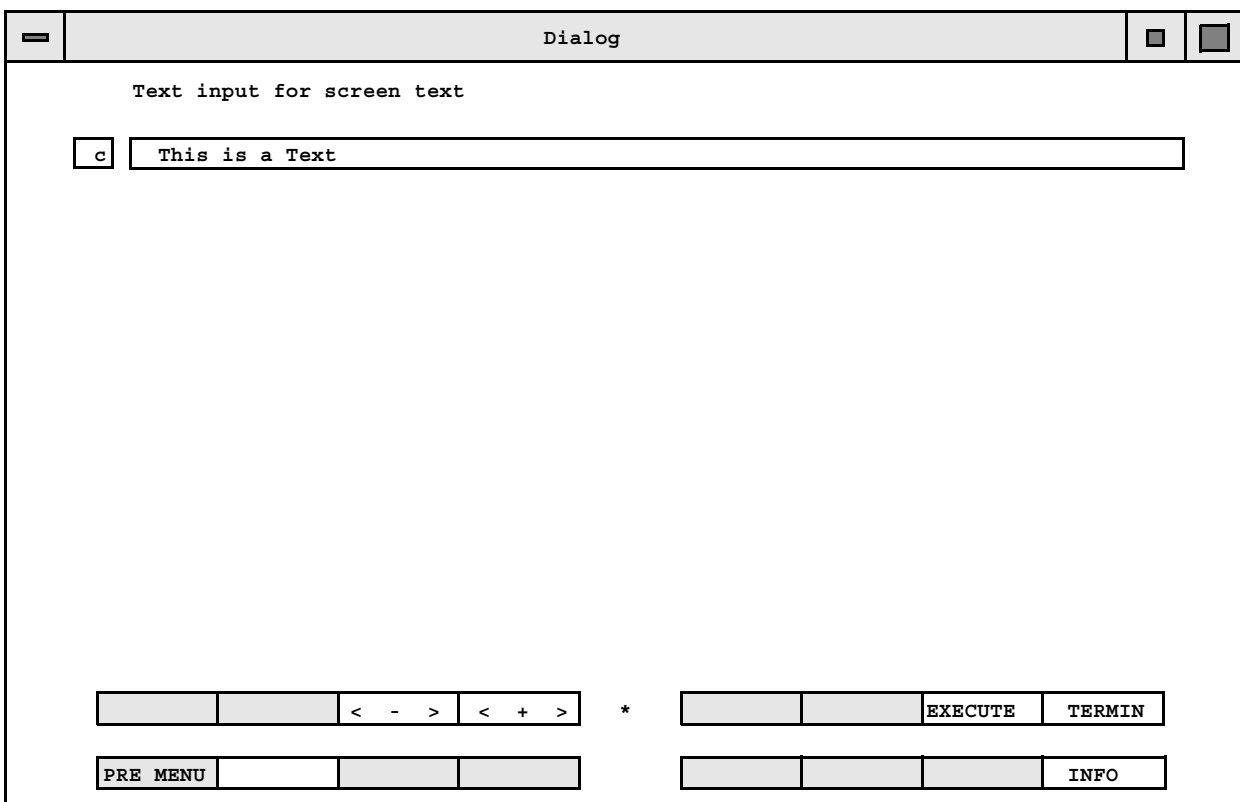 Dialog
Text input for screen text
c This is a Text
< - > < + > * EXECUTE TERMIN
PRE MENU INFO